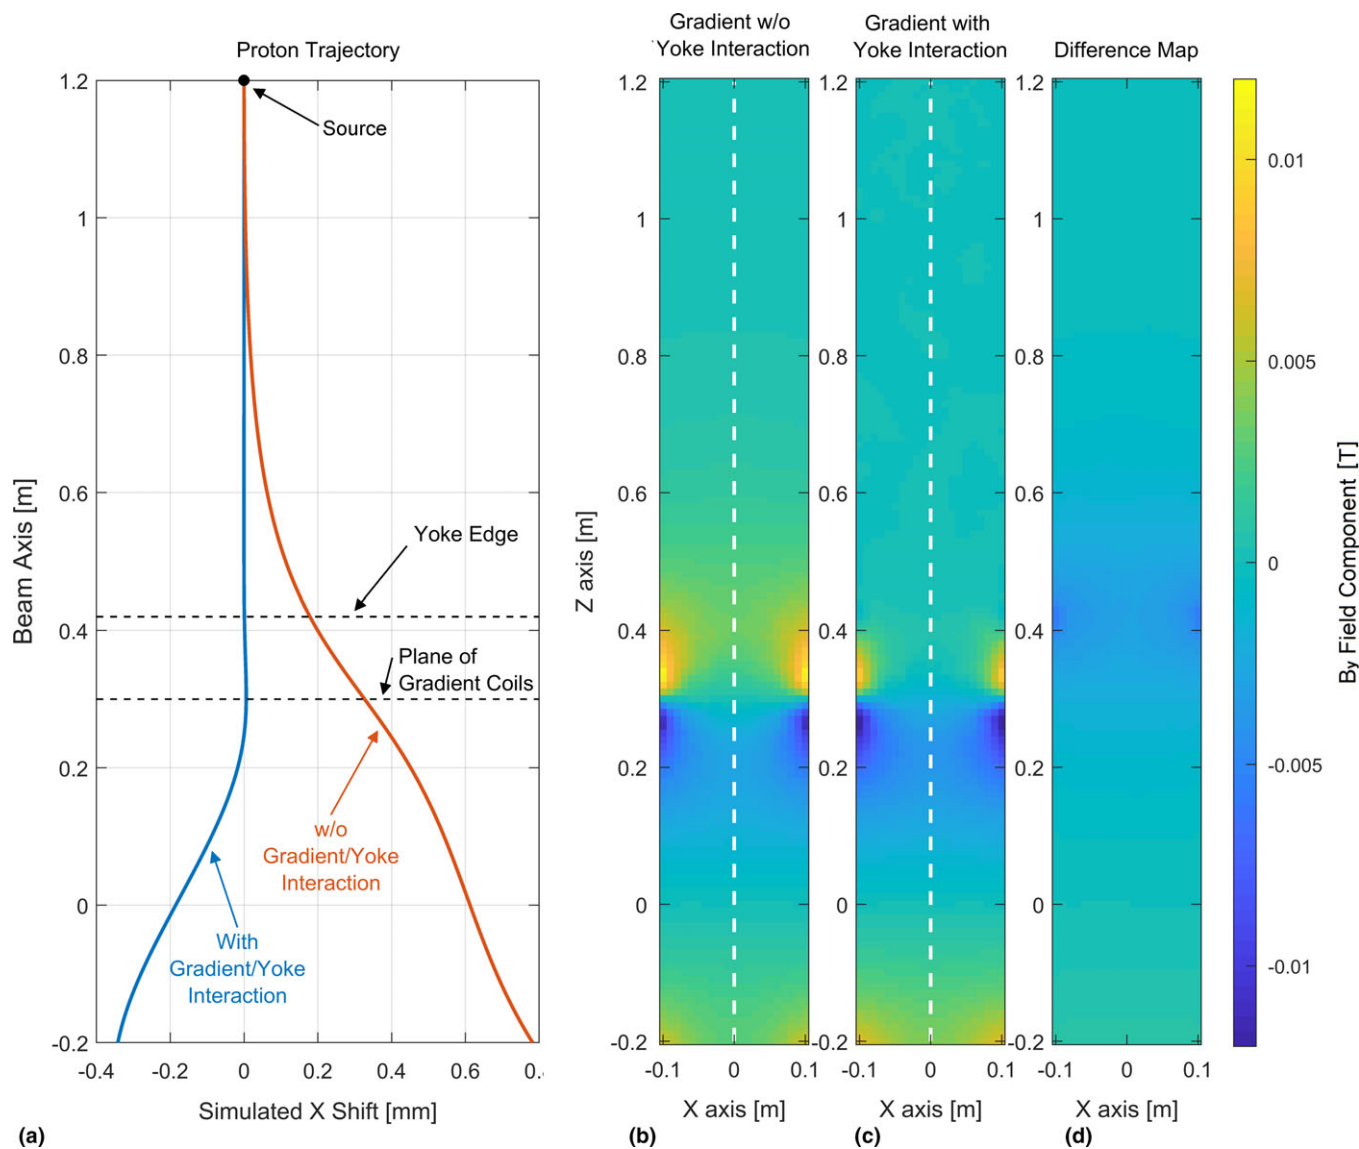 Proton Trajectory
Gradient w/o
Yoke Interaction
Gradient with
Yoke Interaction
Difference Map
1.2
1
0.8
0.6
0.4
0.2
0
-0.2
Beam Axis [m]
Source
Yoke Edge
Plane of
Gradient Coils
w/o
Gradient/Yoke
Interaction
With
Gradient/Yoke
Interaction
-0.4
-0.2
0
0.2
0.4
0.6
Simulated X Shift [mm]
(a)
1.2
1
0.8
0.6
0.4
0.2
0
-0.2
Z axis [m]
-0.1
0
0.1
X axis [m]
(b)
1.2
1
0.8
0.6
0.4
0.2
0
-0.2
-0.1
0
0.1
X axis [m]
(c)
1.2
1
0.8
0.6
0.4
0.2
0
-0.2
-0.1
0
0.1
X axis [m]
(d)
0.01
0.005
0
-0.005
-0.01
By Field Component [T]